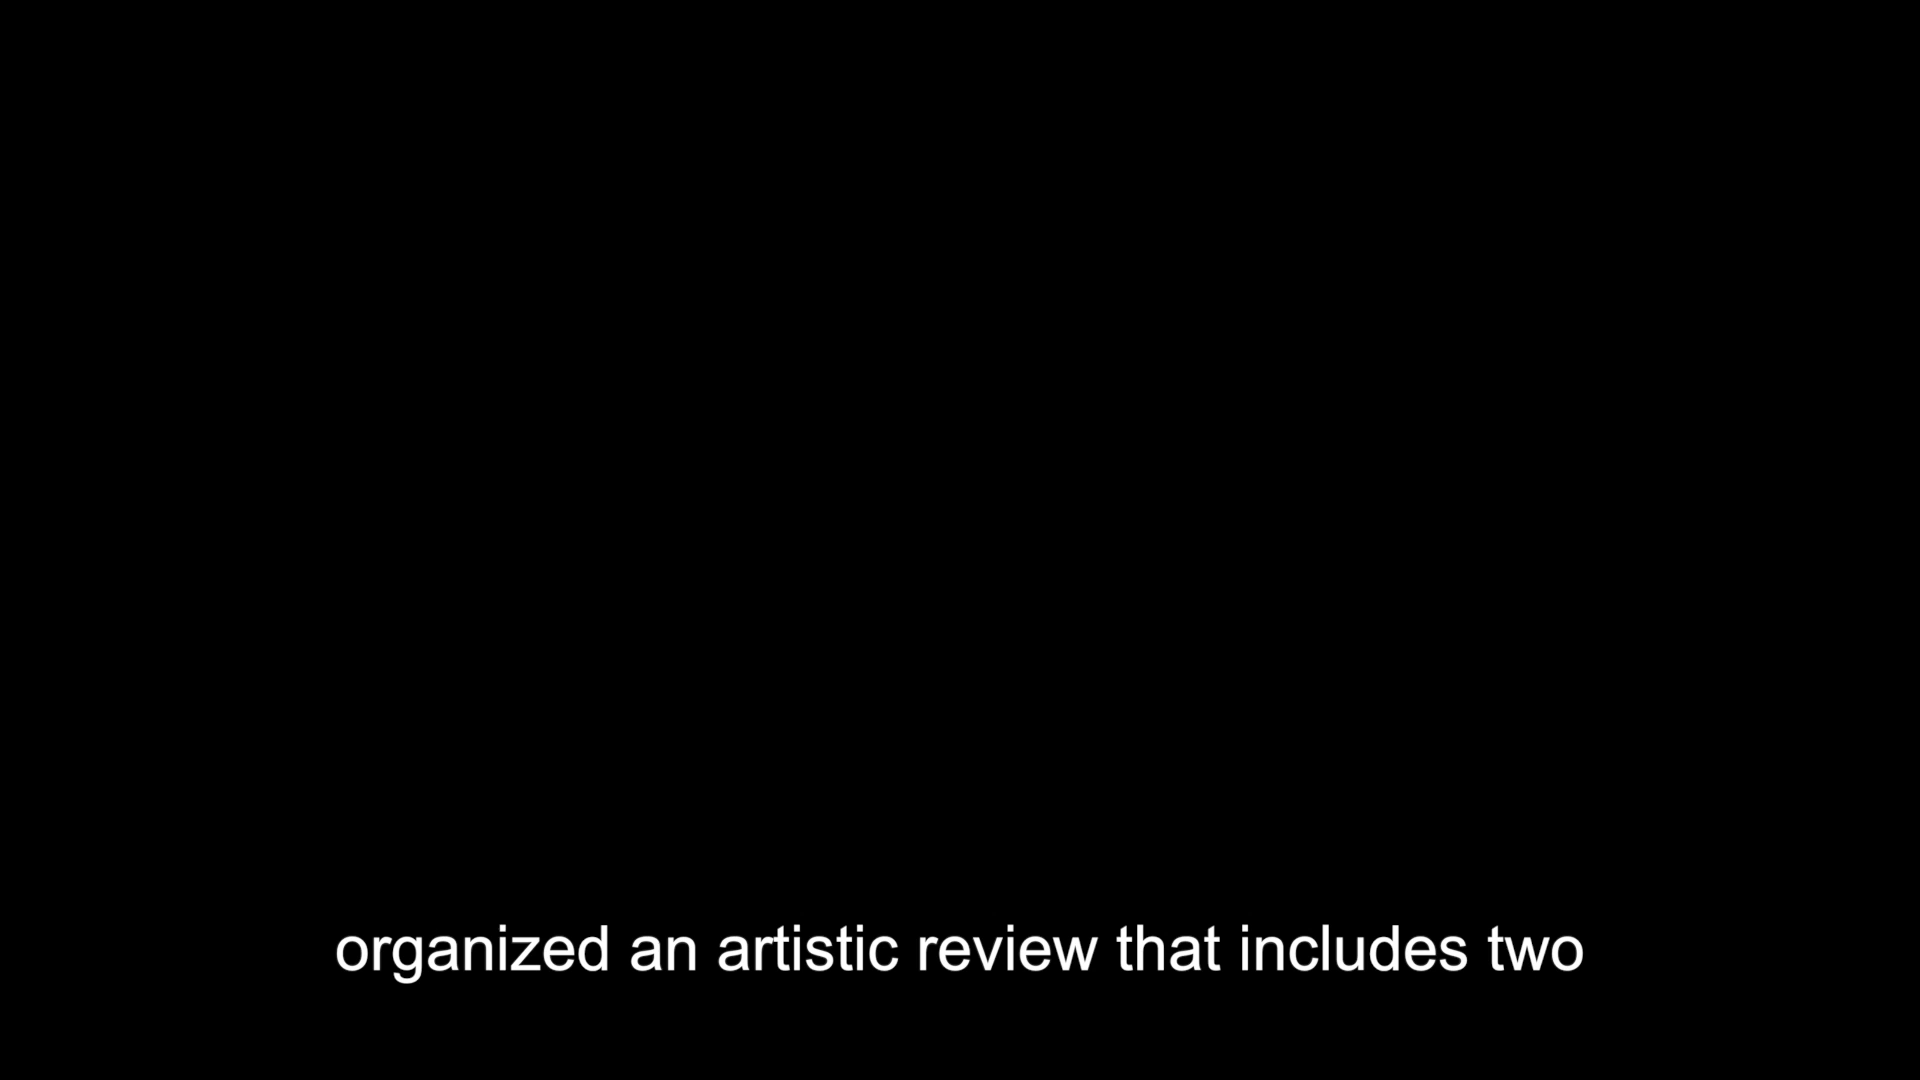 organized an artistic review that includes two